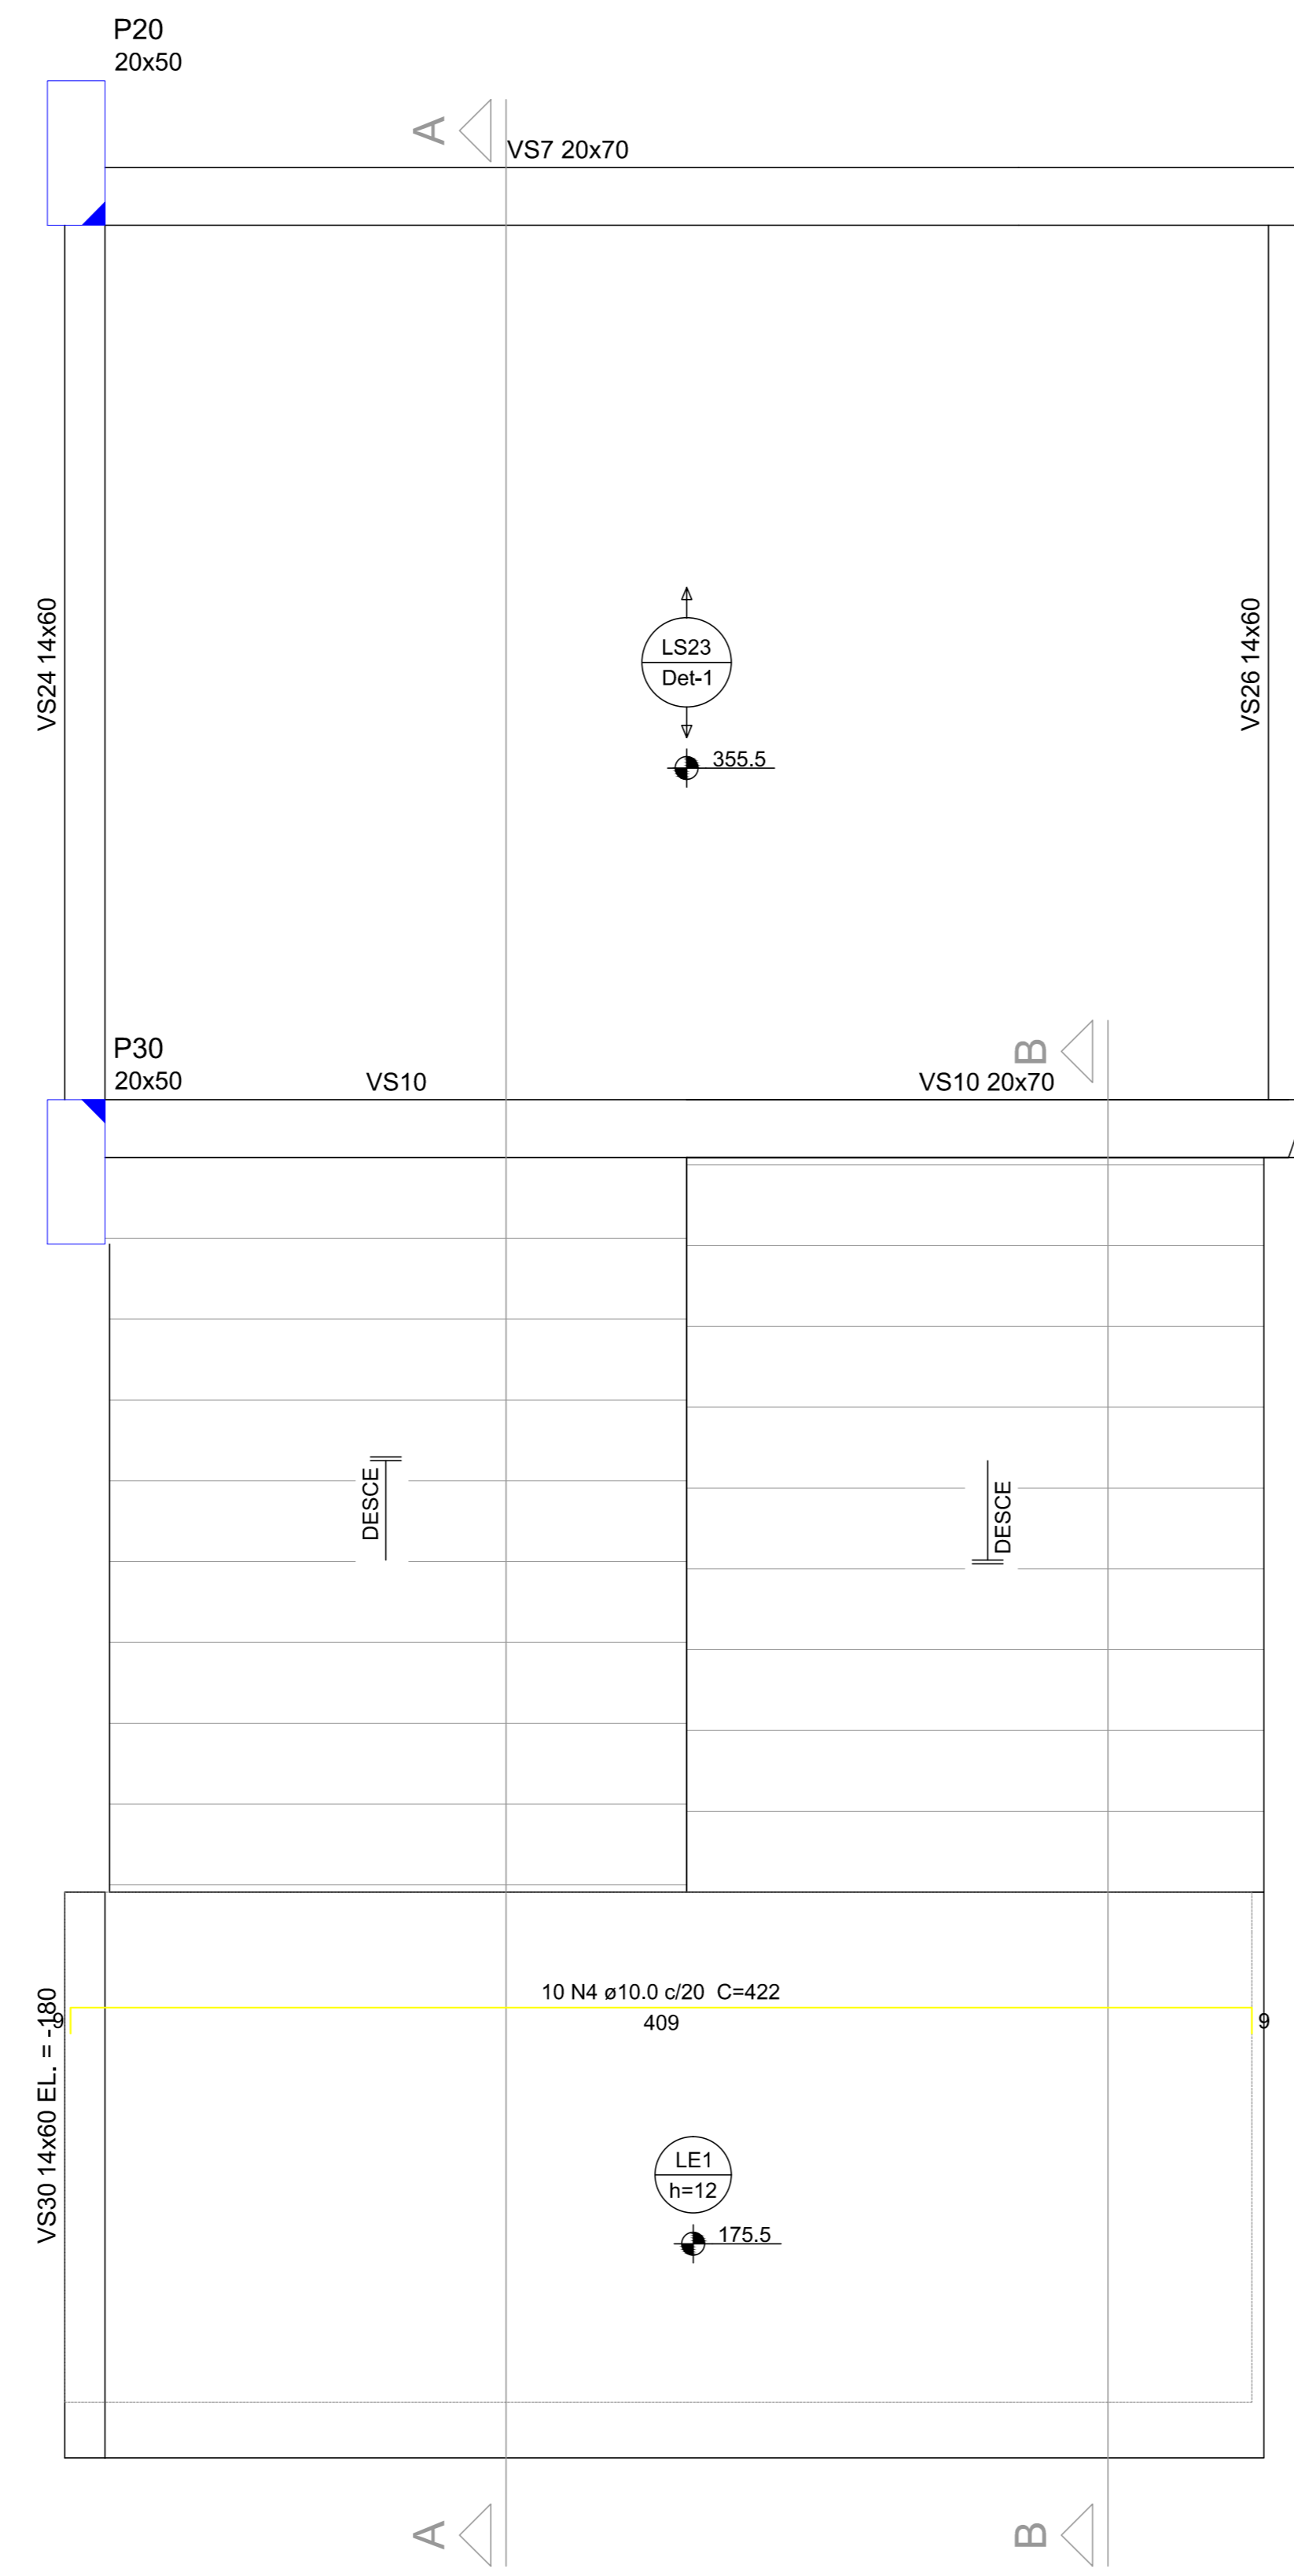 P20
20x50
A
VS7 20x70
VS24 14x60
LS23
Det-1
VS26 14x60
355.5
P30
20x50
VS10
B
VS10 20x70
DESCE
DESCE
VS30 14x60 EL. = -180
10 N4 ø10.0 c/20 C=422
9
409
9
LE1
h=12
175.5
A
B